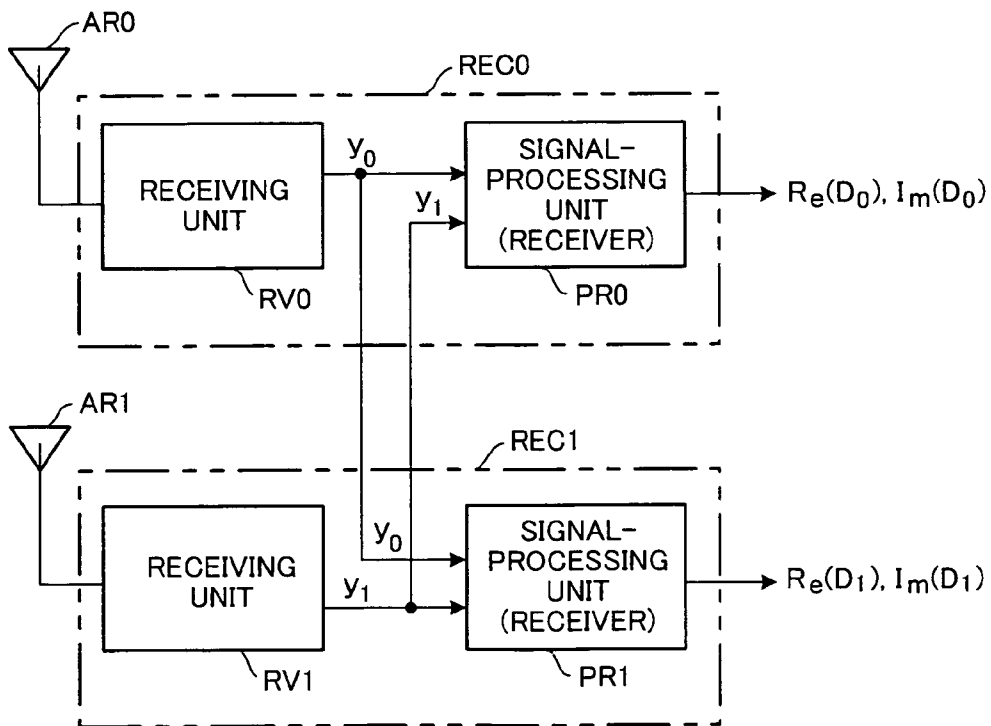 AR0
REC0
RECEIVING
UNIT
RV0
y0
y1
SIGNAL-
PROCESSING
UNIT
(RECEIVER)
PR0
Re(D0), Im(D0)
AR1
REC1
RECEIVING
UNIT
RV1
y0
y1
SIGNAL-
PROCESSING
UNIT
(RECEIVER)
PR1
Re(D1), Im(D1)